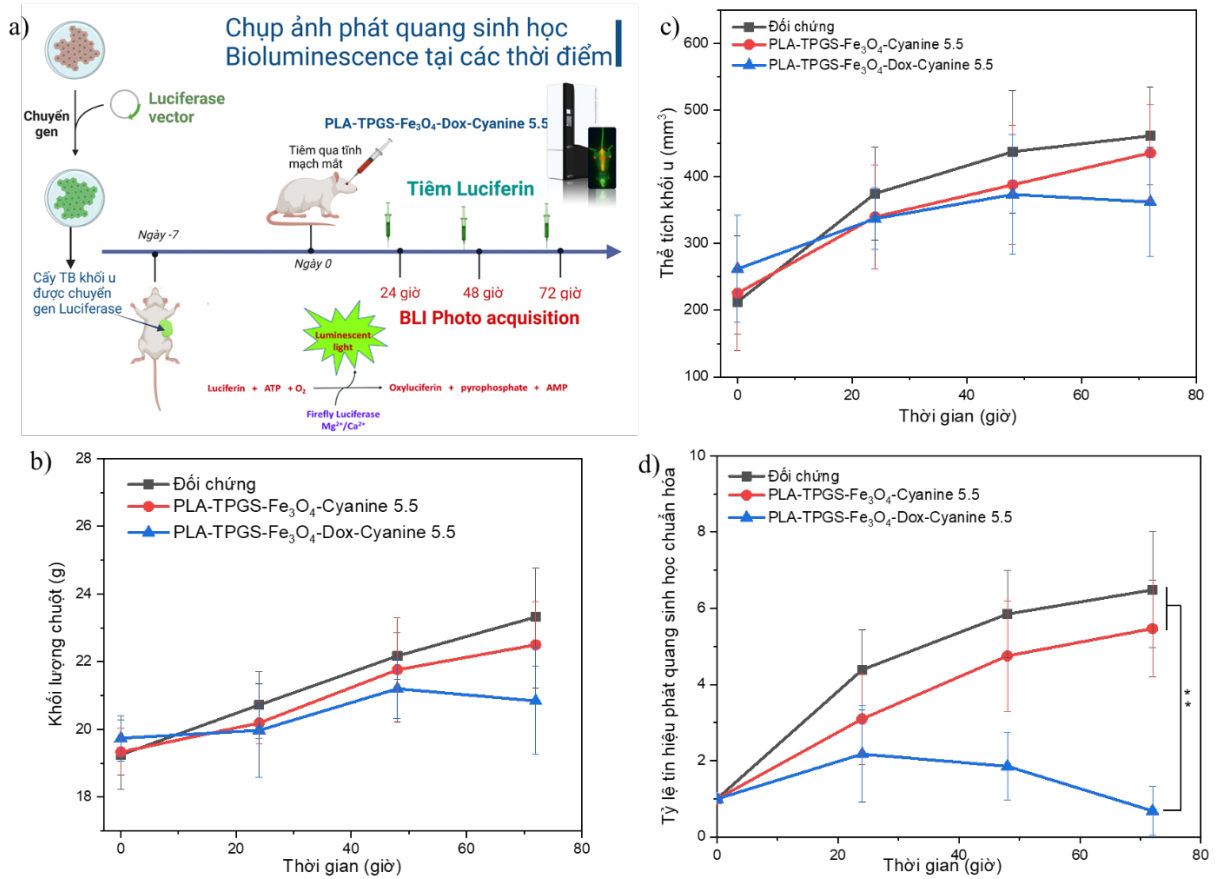 a)
Chụp ảnh phát quang sinh học
Bioluminescence tại các thời điểm
Luciferase
vector
Chuyển
gen
PLA-TPGS-Fe₃O₄-Dox-Cyanine 5.5
Tiêm qua tĩnh
mạch mắt
Tiêm Luciferin
Ngày -7
Ngày 0
Cấy TB khối u
được chuyển
gen Luciferase
24 giờ
48 giờ
72 giờ
BLI Photo acquisition
Luminescent
light
Luciferin + ATP + O₂
Oxyluciferin + pyrophosphate + AMP
Firefly Luciferase
Mg²⁺/Ca²⁺
c)
Đối chứng
PLA-TPGS-Fe₃O₄-Cyanine 5.5
PLA-TPGS-Fe₃O₄-Dox-Cyanine 5.5
Thể tích khối u (mm³)
600
500
400
300
200
100
0
20
40
60
80
Thời gian (giờ)
b)
Đối chứng
PLA-TPGS-Fe₃O₄-Cyanine 5.5
PLA-TPGS-Fe₃O₄-Dox-Cyanine 5.5
Khối lượng chuột (g)
28
26
24
22
20
18
0
20
40
60
80
Thời gian (giờ)
d)
Đối chứng
PLA-TPGS-Fe₃O₄-Cyanine 5.5
PLA-TPGS-Fe₃O₄-Dox-Cyanine 5.5
Tỷ lệ tín hiệu phát quang sinh học chuẩn hóa
10
8
6
4
2
0
**
0
20
40
60
80
Thời gian (giờ)